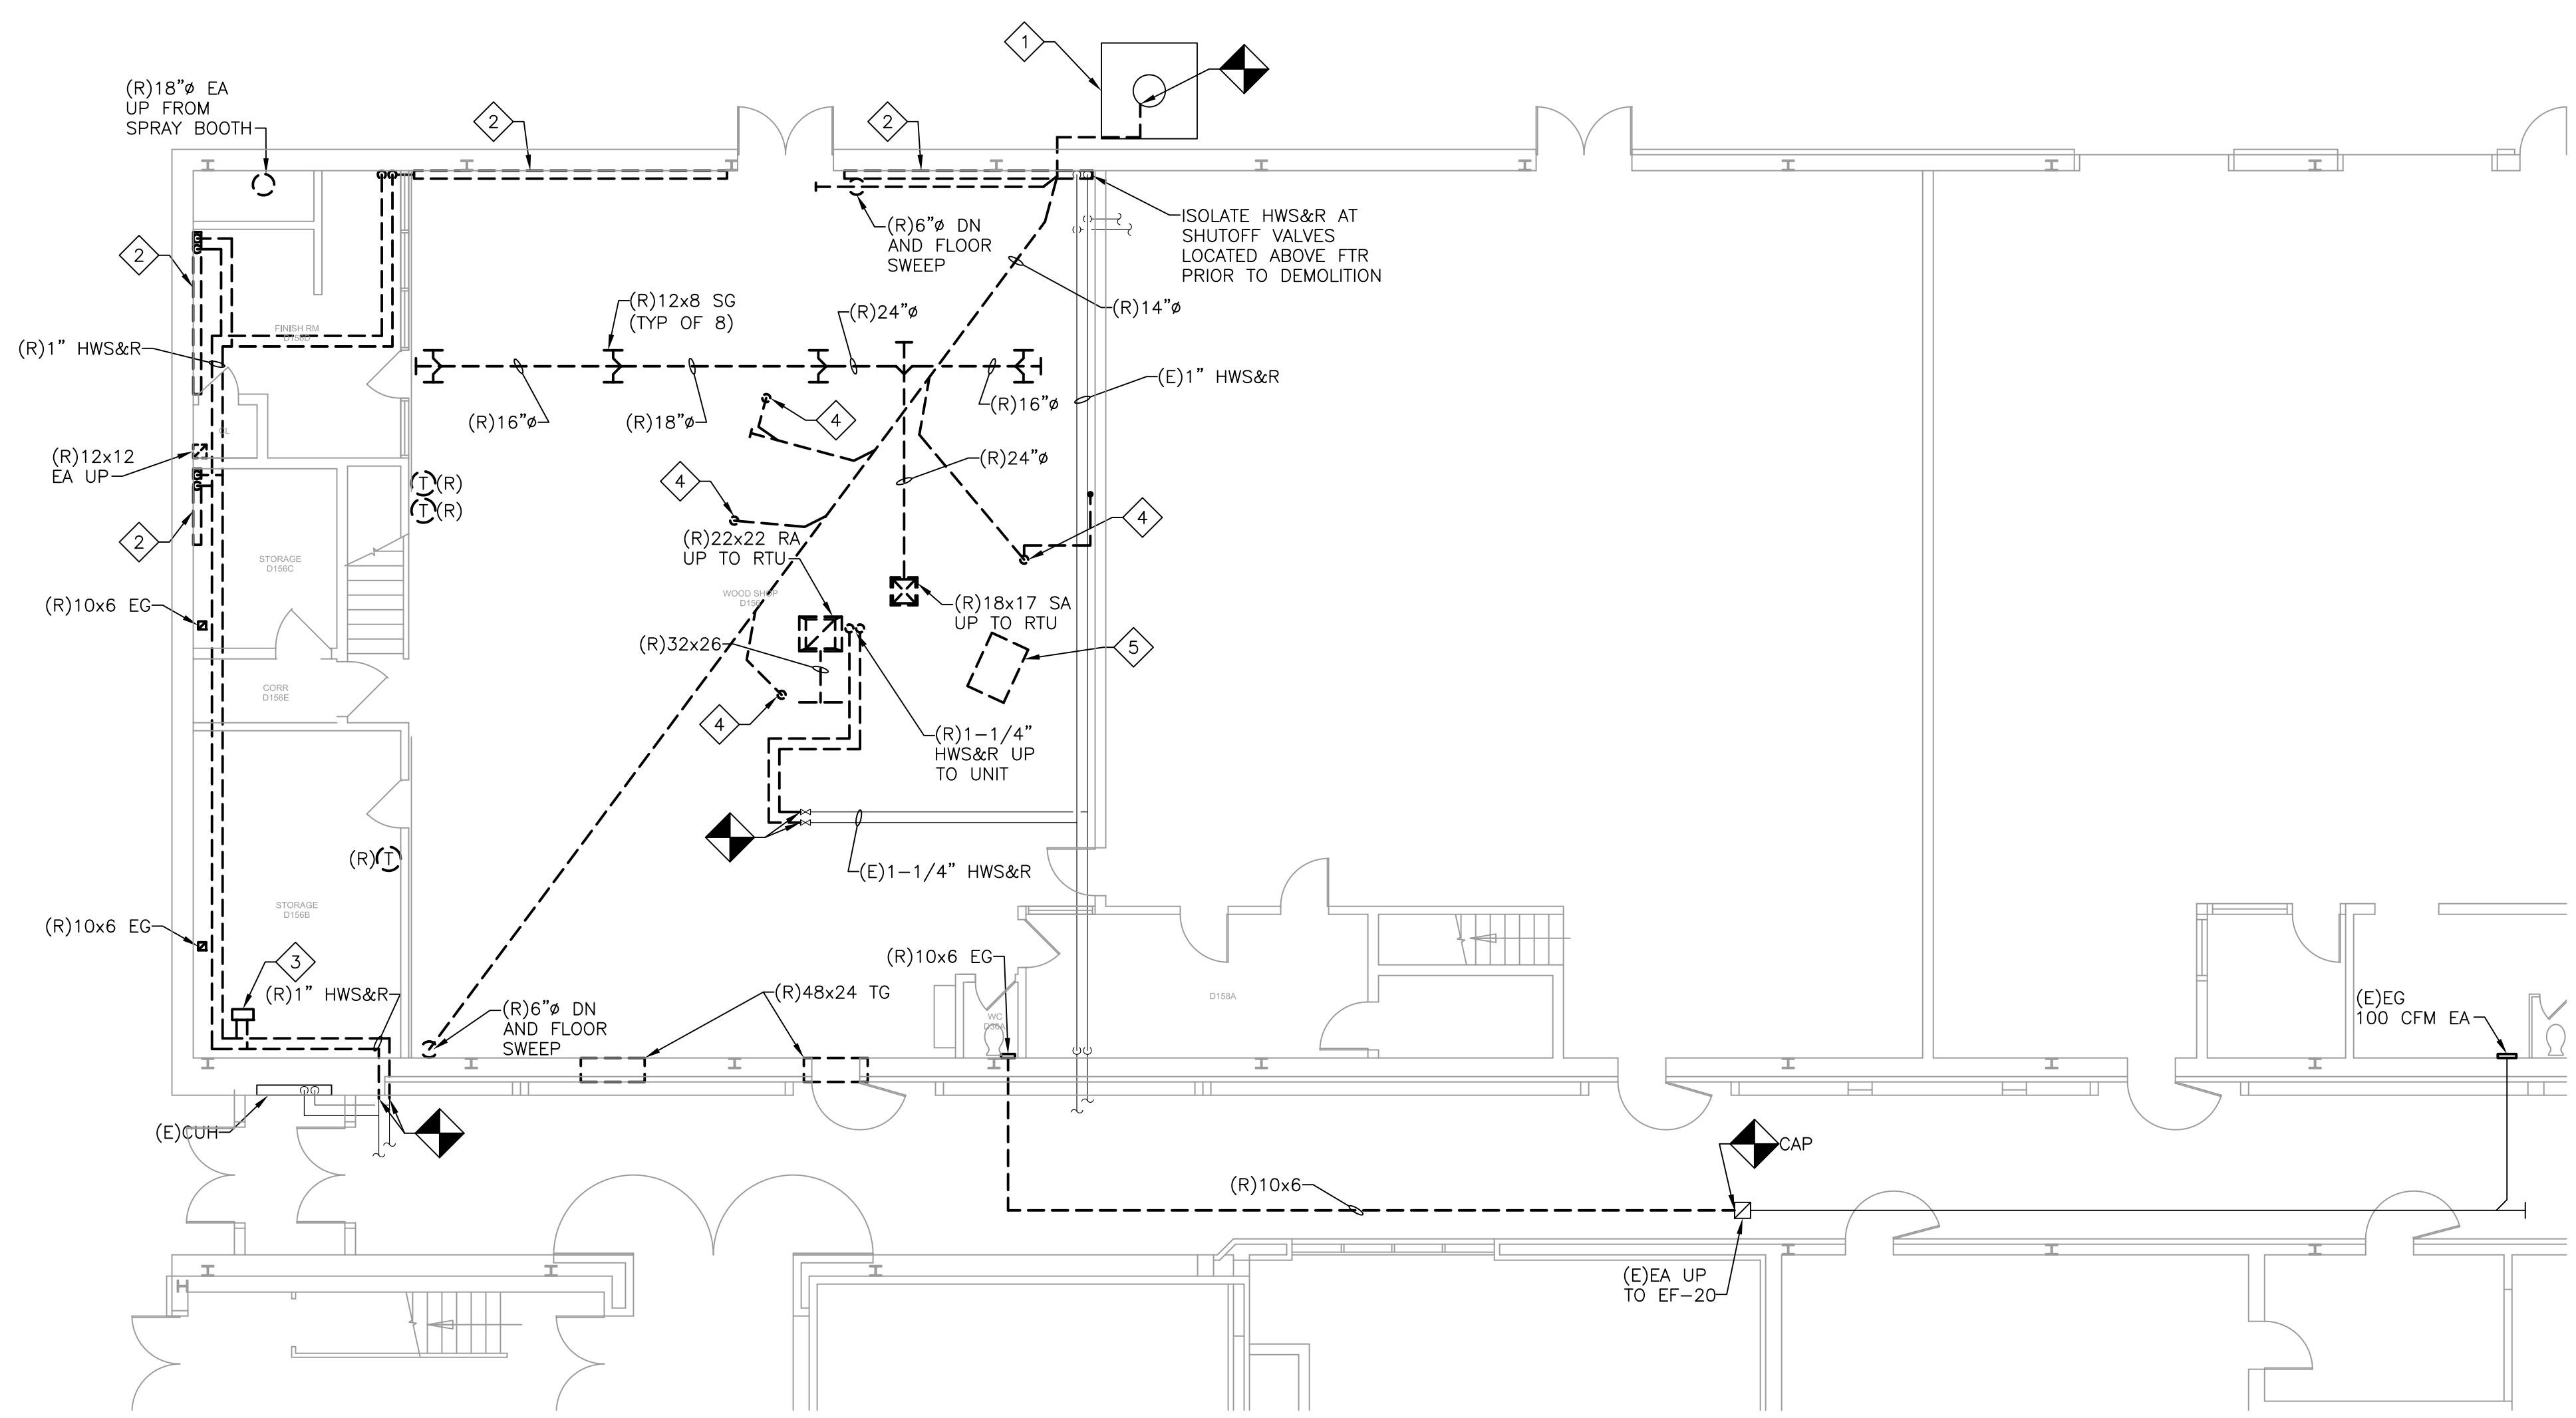 1
(R)18"ø EA
UP FROM
SPRAY BOOTH
2
2
(R)6"ø DN
AND FLOOR
SWEEP
ISOLATE HWS&R AT
SHUTOFF VALVES
LOCATED ABOVE FTR
PRIOR TO DEMOLITION
2
(R)12x8 SG
(TYP OF 8)
(R)24"ø
(R)14"ø
FINISH RM
(R)1" HWS&R
(E)1" HWS&R
(R)16"ø
(R)16"ø
(R)18"ø
4
(R)12x12
EA UP
(R)24"ø
T (R)
T (R)
4
4
2
(R)22x22 RA
UP TO RTU
STORAGE
D156C
WOOD SHOP
(R)10x6 EG
(R)18x17 SA
UP TO RTU
(R)32x26
5
CORR
D156E
4
(R)1-1/4"
HWS&R UP
TO UNIT
(R) T
(E)1-1/4" HWS&R
STORAGE
D156B
(R)10x6 EG
3
(R)1" HWS&R
(R)10x6 EG
(R)48x24 TG
(R)6"ø DN
AND FLOOR
SWEEP
WC
D158A
(E)EG
100 CFM EA
(E)CUH
CAP
(R)10x6
(E)EA UP
TO EF-20